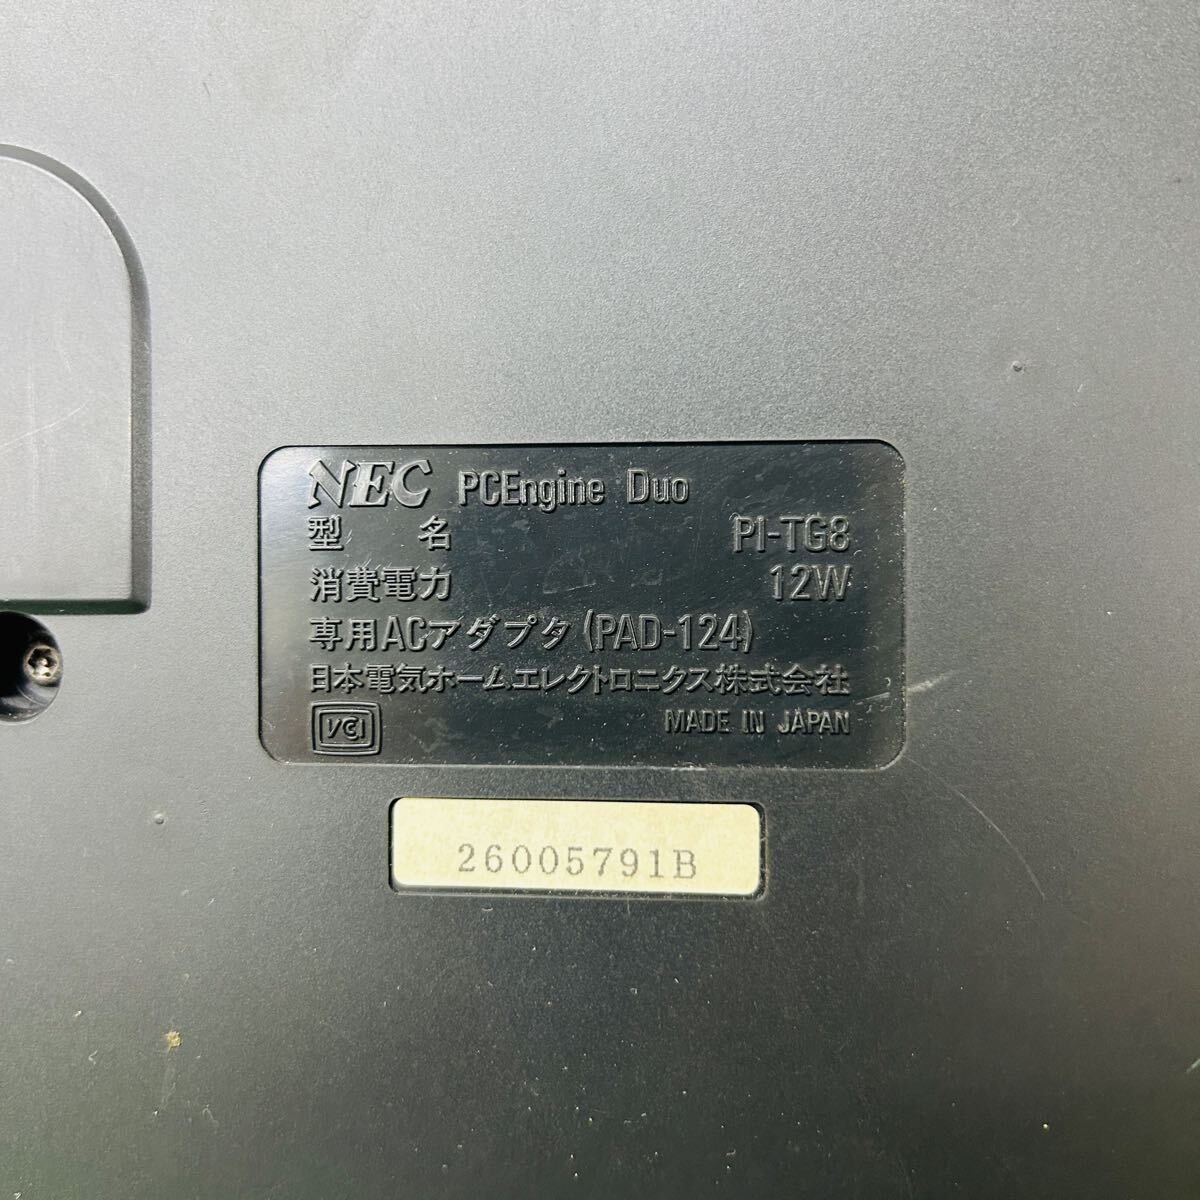 NEC PCEngine Duo
型名 PI-TG8
消費電力 12W
専用ACアダプタ(PAD-124)
日本電気ホームエレクトロニクス株式会社
VCI MADE IN JAPAN
26005791B